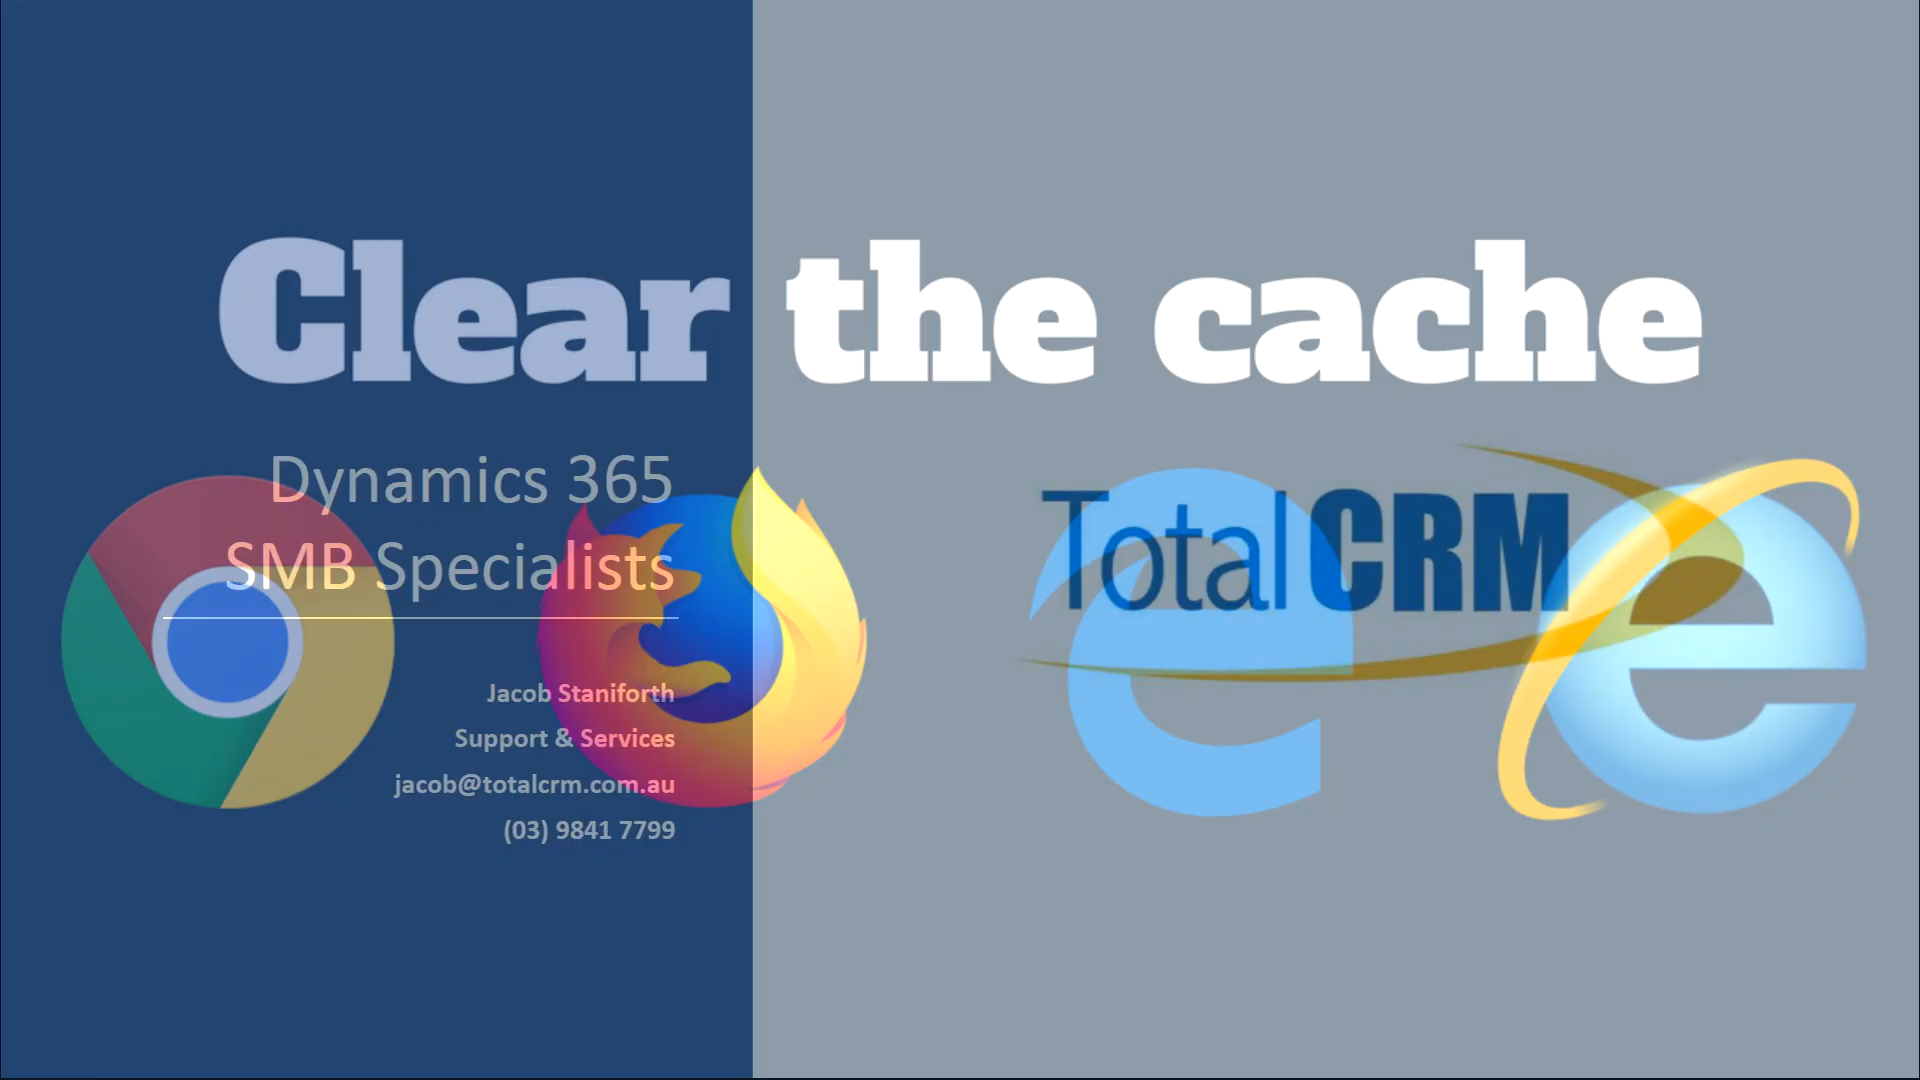 Clear the cache
Dynamics 365
SMB Specialists
Jacob Staniforth
Support & Services
jacob@totalcrm.com.au
(03) 9841 7799
TotalCRM